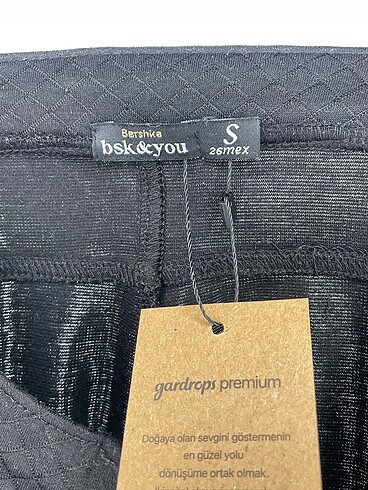 Bershka
bsk&you
S
26mex
gardrops premium
Doğaya olan sevgini göstermenin
en güzel yolu
dönüşüme ortak olmak.